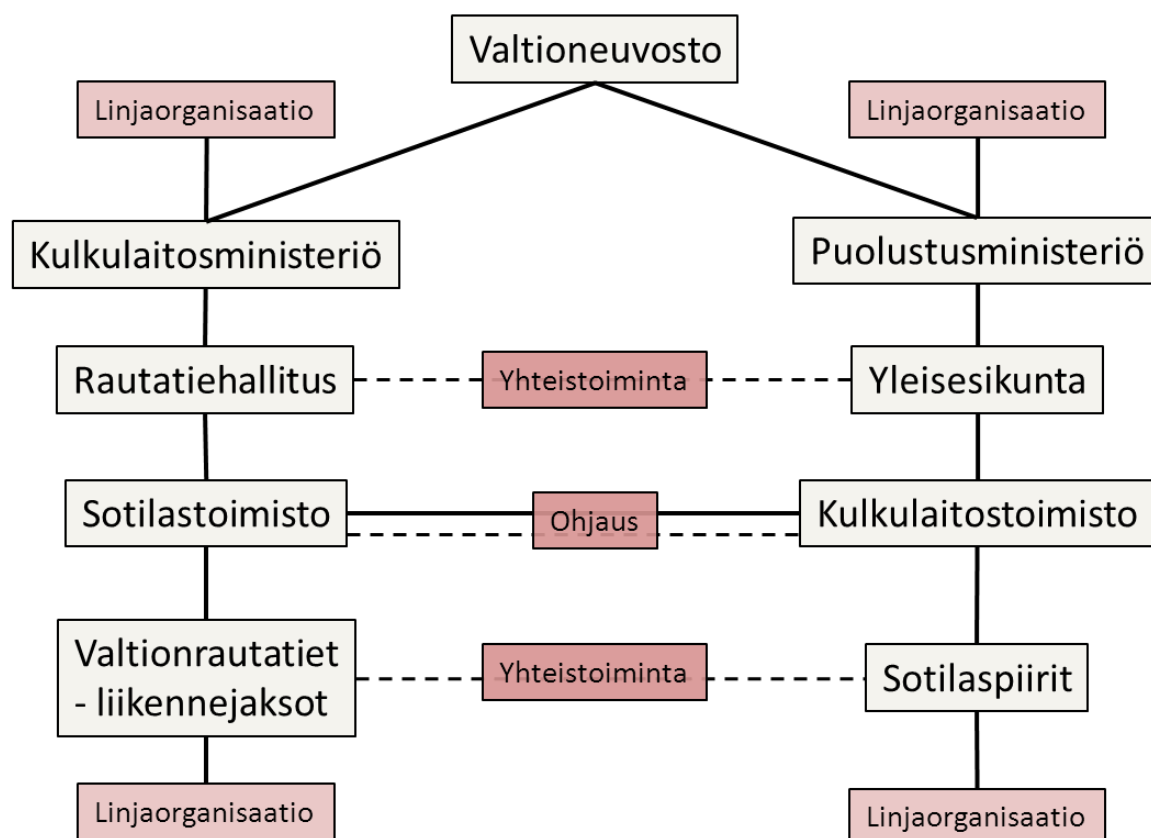 Valtioneuvosto
Linjaorganisaatio
Linjaorganisaatio
Kulkulaitosministeriö
Puolustusministeriö
Rautatiehallitus
Yhteistoiminta
Yleisesikunta
Sotilastoimisto
Ohjaus
Kulkulaitostoimisto
Valtionrautatiet
- liikennejaksot
Yhteistoiminta
Sotilaspiirit
Linjaorganisaatio
Linjaorganisaatio